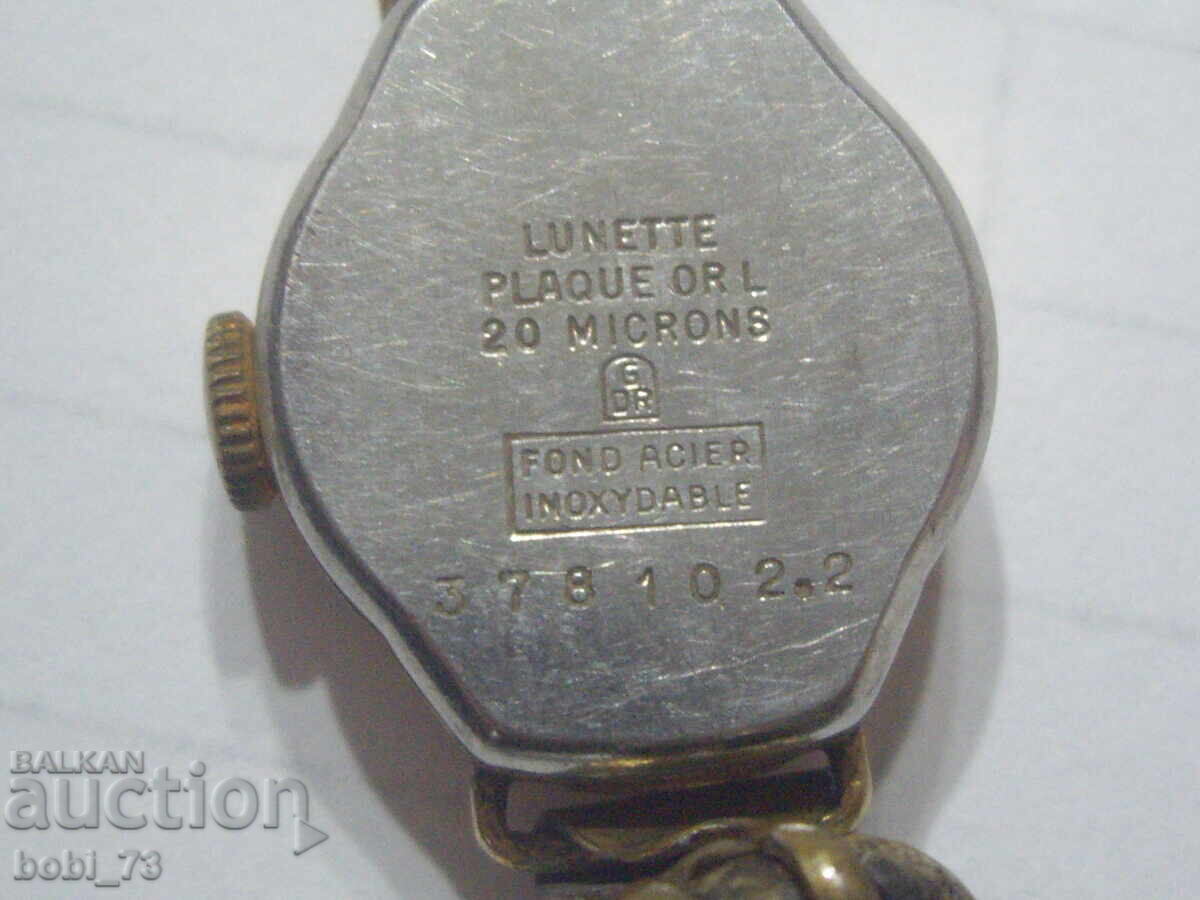 LUNETTE
PLAQUE OR L
20 MICRONS
G
DR
FOND ACIER
INOXYDABLE
378102.2
BALKAN
auction
bobi_73